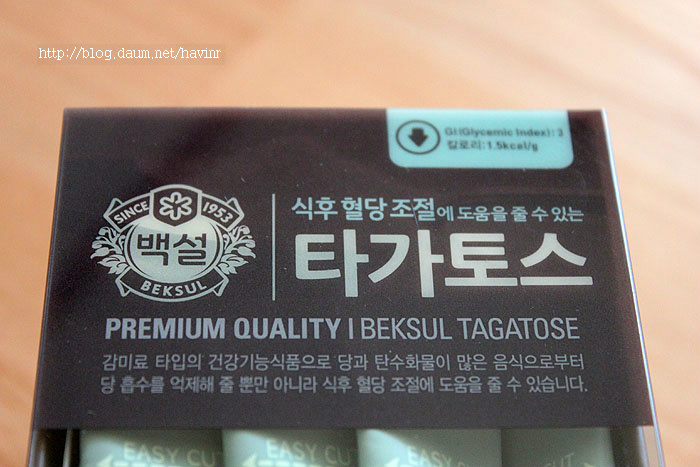 http://blog.daum.net/havinr
GI(Glycemic Index) : 3
칼로리 : 1.5kcal/g
SINCE 1953
백설
BEKSUL
식후 혈당 조절에 도움을 줄 수 있는
타가토스
PREMIUM QUALITY | BEKSUL TAGATOSE
감미료 타입의 건강기능식품으로 당과 탄수화물이 많은 음식으로부터
당 흡수를 억제해 줄 뿐만 아니라 식후 혈당 조절에 도움을 줄 수 있습니다.
EASY CUT EASY CUT EASY CUT CUT